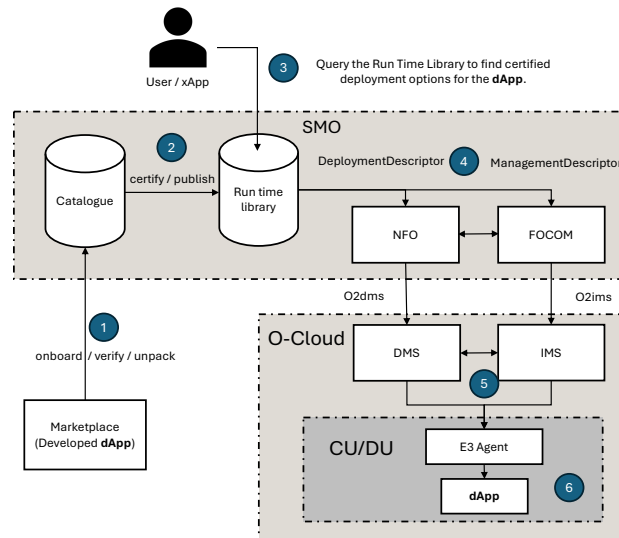 3
Query the Run Time Library to find certified
deployment options for the dApp.
User / xApp
SMO
2
certify / publish
Catalogue
Run time
library
DeploymentDescriptor
4
ManagementDescriptor
NFO
FOCOM
O2dms
O2ims
1
onboard / verify / unpack
O-Cloud
DMS
IMS
5
Marketplace
(Developed dApp)
CU/DU
E3 Agent
dApp
6